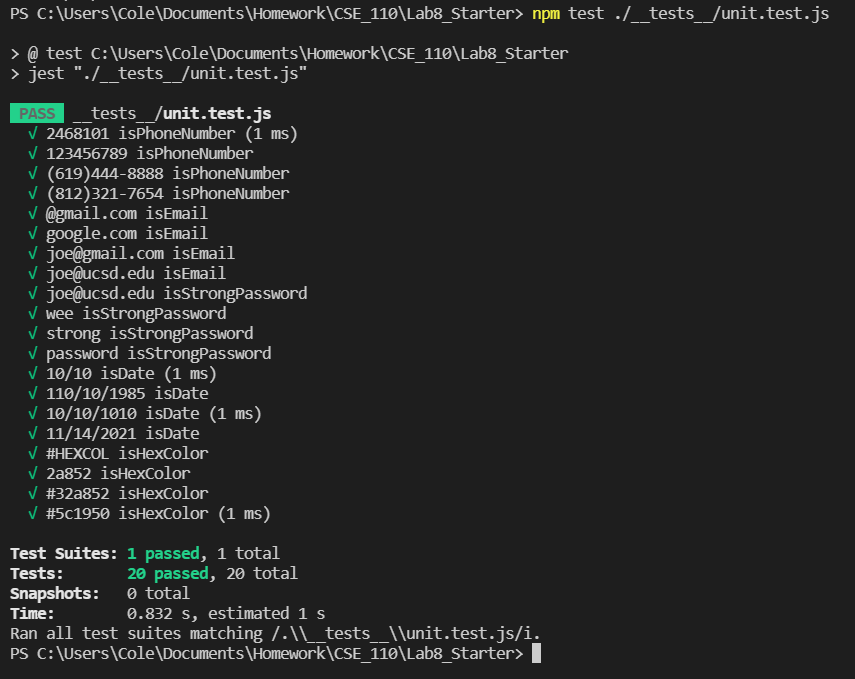 PS C:\Users\Cole\Documents\Homework\CSE_110\Lab8_Starter> npm test ./__tests__/unit.test.js
> @ test C:\Users\Cole\Documents\Homework\CSE_110\Lab8_Starter
> jest "./__tests__/unit.test.js"
PASS __tests__/unit.test.js
√ 2468101 isPhoneNumber (1 ms)
√ 123456789 isPhoneNumber
√ (619)444-8888 isPhoneNumber
√ (812)321-7654 isPhoneNumber
√ @gmail.com isEmail
√ google.com isEmail
√ joe@gmail.com isEmail
√ joe@ucsd.edu isEmail
√ joe@ucsd.edu isStrongPassword
√ wee isStrongPassword
√ strong isStrongPassword
√ password isStrongPassword
√ 10/10 isDate (1 ms)
√ 110/10/1985 isDate
√ 10/10/1010 isDate (1 ms)
√ 11/14/2021 isDate
√ #HEXCOL isHexColor
√ 2a852 isHexColor
√ #32a852 isHexColor
√ #5c1950 isHexColor (1 ms)
Test Suites: 1 passed, 1 total
Tests: 20 passed, 20 total
Snapshots: 0 total
Time: 0.832 s, estimated 1 s
Ran all test suites matching /.\\__tests__\\unit.test.js/i.
PS C:\Users\Cole\Documents\Homework\CSE_110\Lab8_Starter>